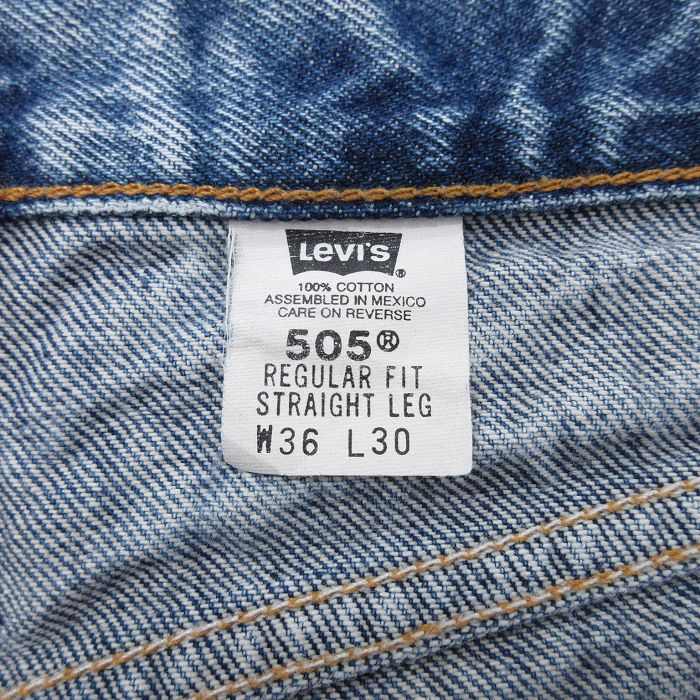 LEVI'S ®
100% COTTON
ASSEMBLED IN MEXICO
CARE ON REVERSE
505®
REGULAR FIT
STRAIGHT LEG
W36 L30